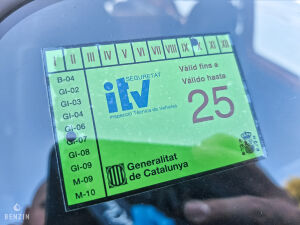 I II III IV V VI VII VIII IX X XI XII
B-04
GI-02
GI-03
GI-04
GI-06
GI-07
GI-08
GI-09
M-09
M-10
SEGURETAT
itv
Inspecció Tècnica de Vehicles
Vàlid fins a
Válido hasta
25
Generalitat
de Catalunya
BENZIN